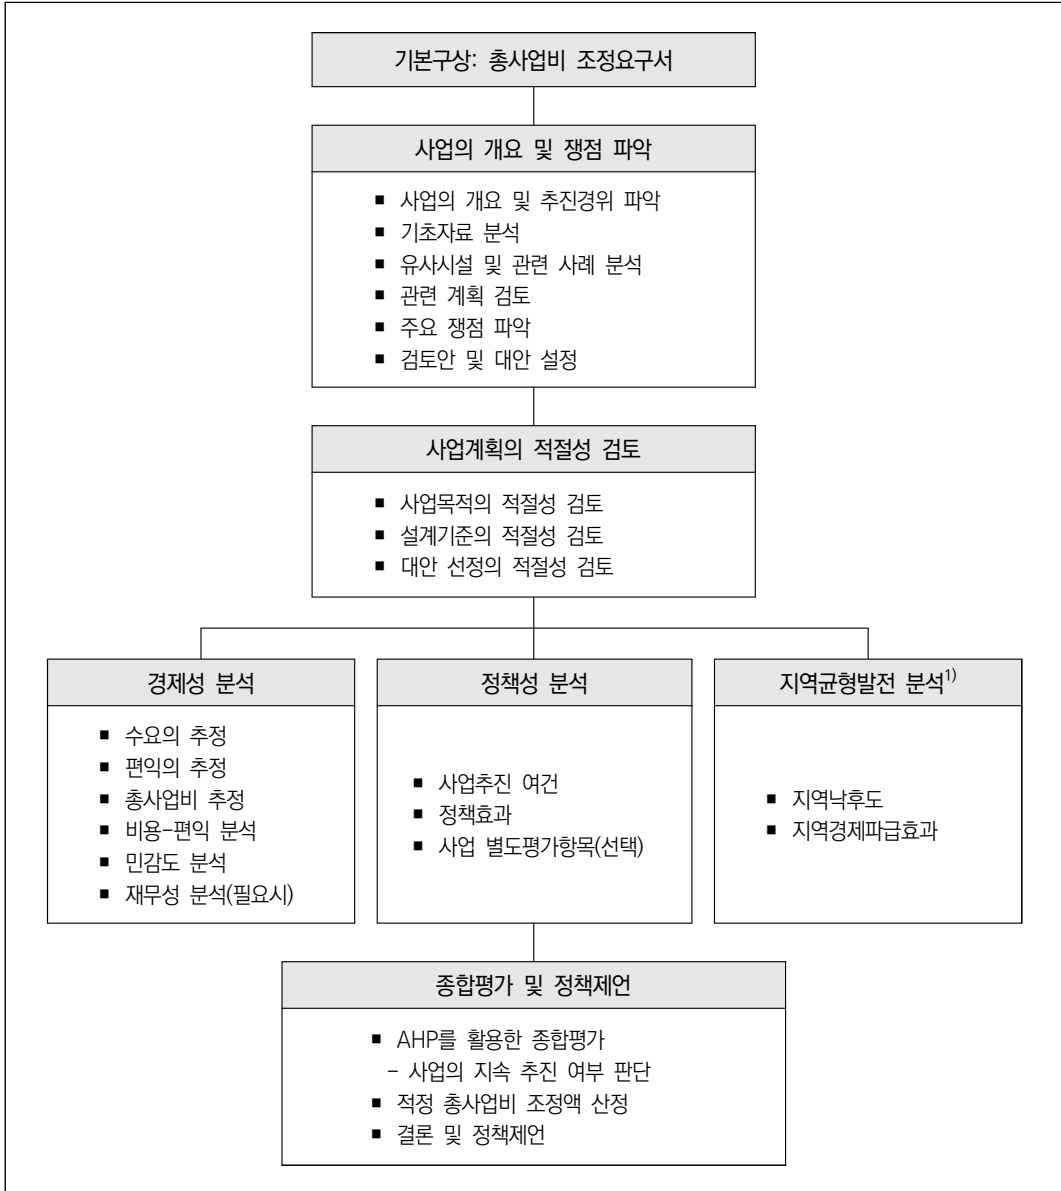 기본구상: 총사업비 조정요구서
사업의 개요 및 쟁점 파악
■ 사업의 개요 및 추진경위 파악
■ 기초자료 분석
■ 유사시설 및 관련 사례 분석
■ 관련 계획 검토
■ 주요 쟁점 파악
■ 검토안 및 대안 설정
사업계획의 적절성 검토
■ 사업목적의 적절성 검토
■ 설계기준의 적절성 검토
■ 대안 선정의 적절성 검토
경제성 분석
■ 수요의 추정
■ 편익의 추정
■ 총사업비 추정
■ 비용-편익 분석
■ 민감도 분석
■ 재무성 분석(필요시)
정책성 분석
■ 사업추진 여건
■ 정책효과
■ 사업 별도평가항목(선택)
지역균형발전 분석1)
■ 지역낙후도
■ 지역경제파급효과
종합평가 및 정책제언
■ AHP를 활용한 종합평가
- 사업의 지속 추진 여부 판단
■ 적정 총사업비 조정액 산정
■ 결론 및 정책제언